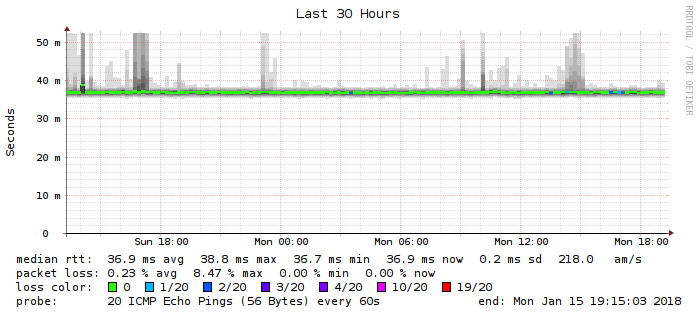 Last 30 Hours
RRDTOOL / TOBI OETIKER
Seconds
50 m
40 m
30 m
20 m
10 m
0
Sun 18:00 Mon 00:00 Mon 06:00 Mon 12:00 Mon 18:00
median rtt: 36.9 ms avg 38.8 ms max 36.7 ms min 36.9 ms now 0.2 ms sd 218.0 am/s
packet loss: 0.23 % avg 8.47 % max 0.00 % min 0.00 % now
loss color: 0 1/20 2/20 3/20 4/20 10/20 19/20
probe: 20 ICMP Echo Pings (56 Bytes) every 60s end: Mon Jan 15 19:15:03 2018